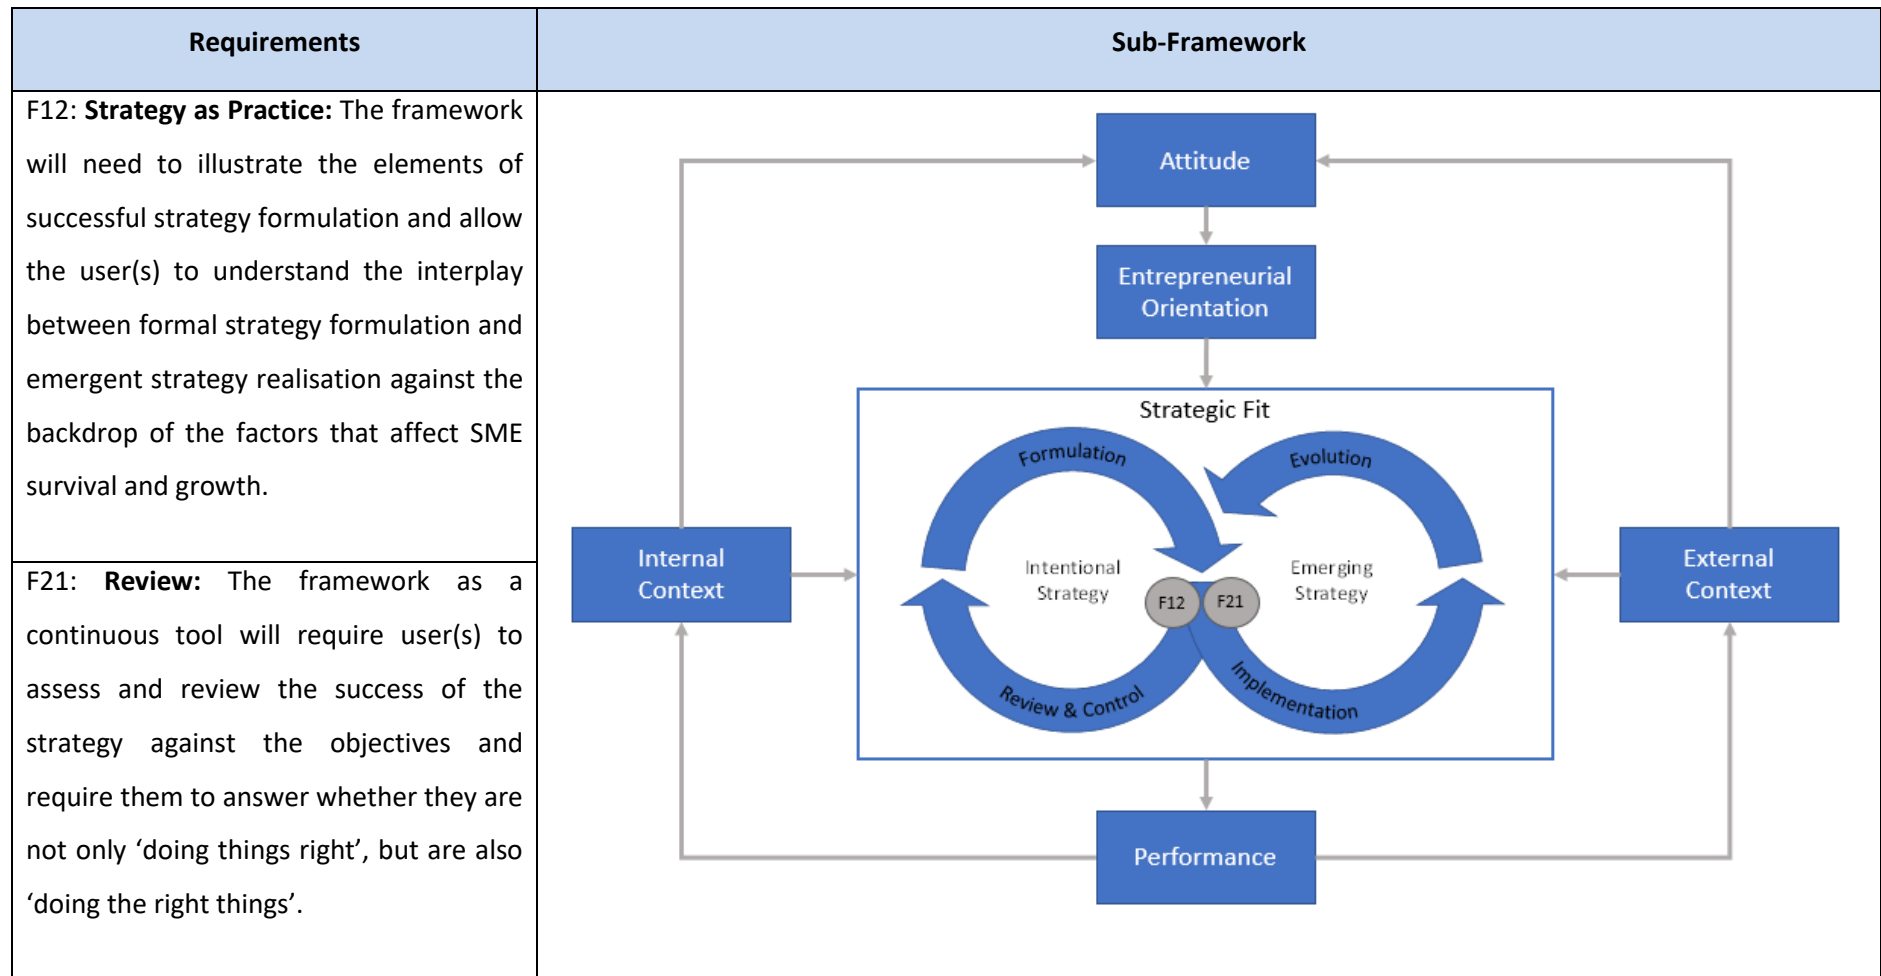 Requirements
Sub-Framework
F12: Strategy as Practice: The framework
will need to illustrate the elements of
successful strategy formulation and allow
the user(s) to understand the interplay
between formal strategy formulation and
emergent strategy realisation against the
backdrop of the factors that affect SME
survival and growth.
F21: Review: The framework as a
continuous tool will require user(s) to
assess and review the success of the
strategy against the objectives and
require them to answer whether they are
not only ‘doing things right’, but are also
‘doing the right things’.
Attitude
Entrepreneurial
Orientation
Strategic Fit
Formulation
Evolution
Internal
Context
Intentional
Strategy
Emerging
Strategy
External
Context
F12
F21
Review & Control
Implementation
Performance